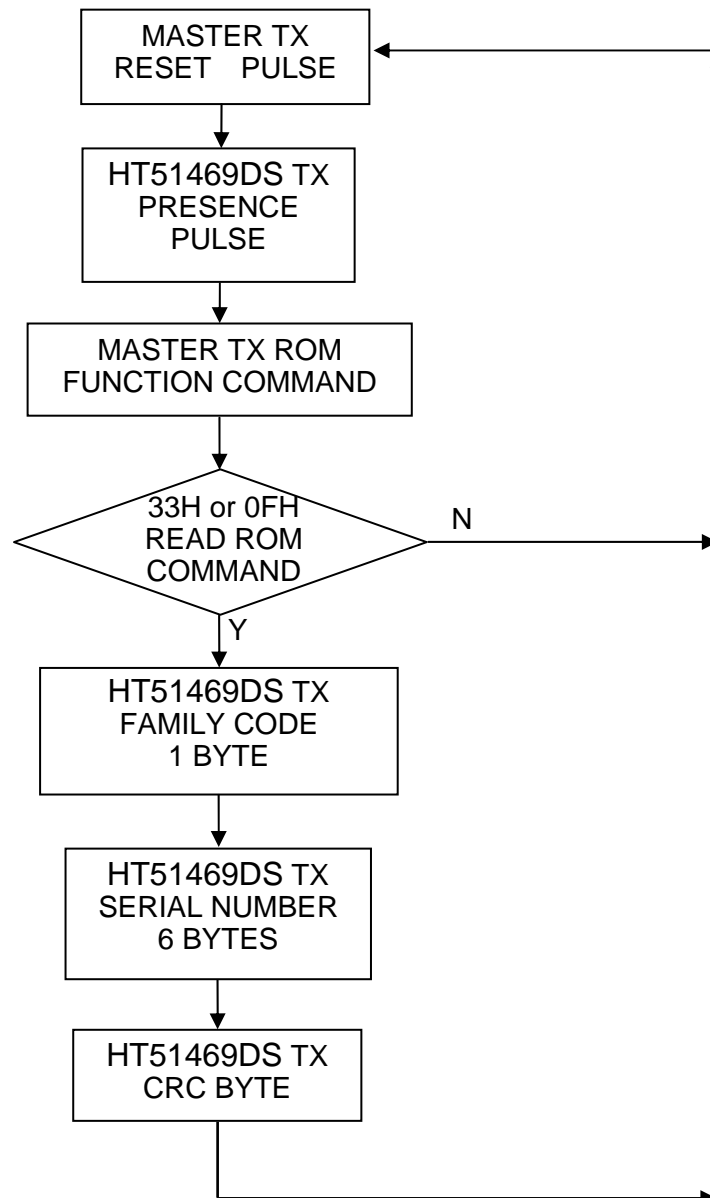 MASTER TX
RESET PULSE
HT51469DS TX
PRESENCE
PULSE
MASTER TX ROM
FUNCTION COMMAND
33H or 0FH
READ ROM
COMMAND
N
Y
HT51469DS TX
FAMILY CODE
1 BYTE
HT51469DS TX
SERIAL NUMBER
6 BYTES
HT51469DS TX
CRC BYTE